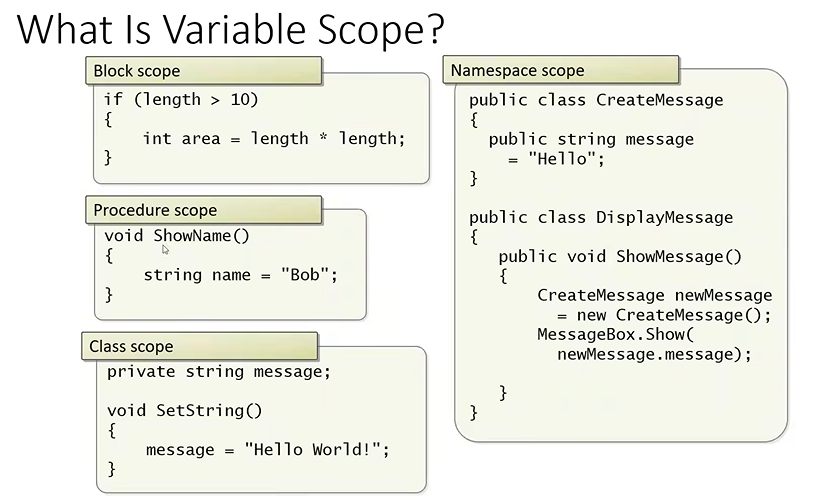 What Is Variable Scope?
Block scope
if (length > 10)
{
    int area = length * length;
}
Procedure scope
void ShowName()
{
    string name = "Bob";
}
Class scope
private string message;
void SetString()
{
    message = "Hello World!";
}
Namespace scope
public class CreateMessage
{
  public string message
    = "Hello";
}
public class DisplayMessage
{
   public void ShowMessage()
   {
       CreateMessage newMessage
         = new CreateMessage();
       MessageBox.Show(
         newMessage.message);
   }
}